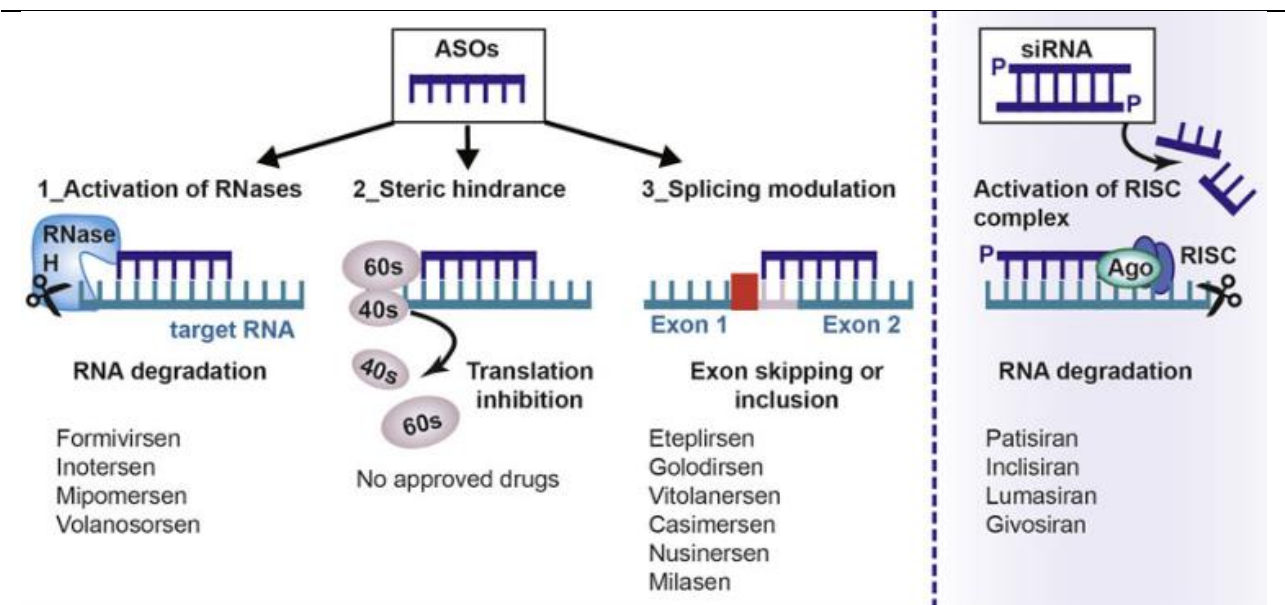 ASOs
1_Activation of RNases
RNase
H
target RNA
RNA degradation
Formivirsen
Inotersen
Mipomersen
Volanosorsen
2_Steric hindrance
60s
40s
40s
60s
Translation
inhibition
No approved drugs
3_Splicing modulation
Exon 1
Exon 2
Exon skipping or
inclusion
Eteplirsen
Golodirsen
Vitolanersen
Casimersen
Nusinersen
Milasen
siRNA
P
P
Activation of RISC
complex
P
Ago
RISC
RNA degradation
Patisiran
Inclisiran
Lumasiran
Givosiran